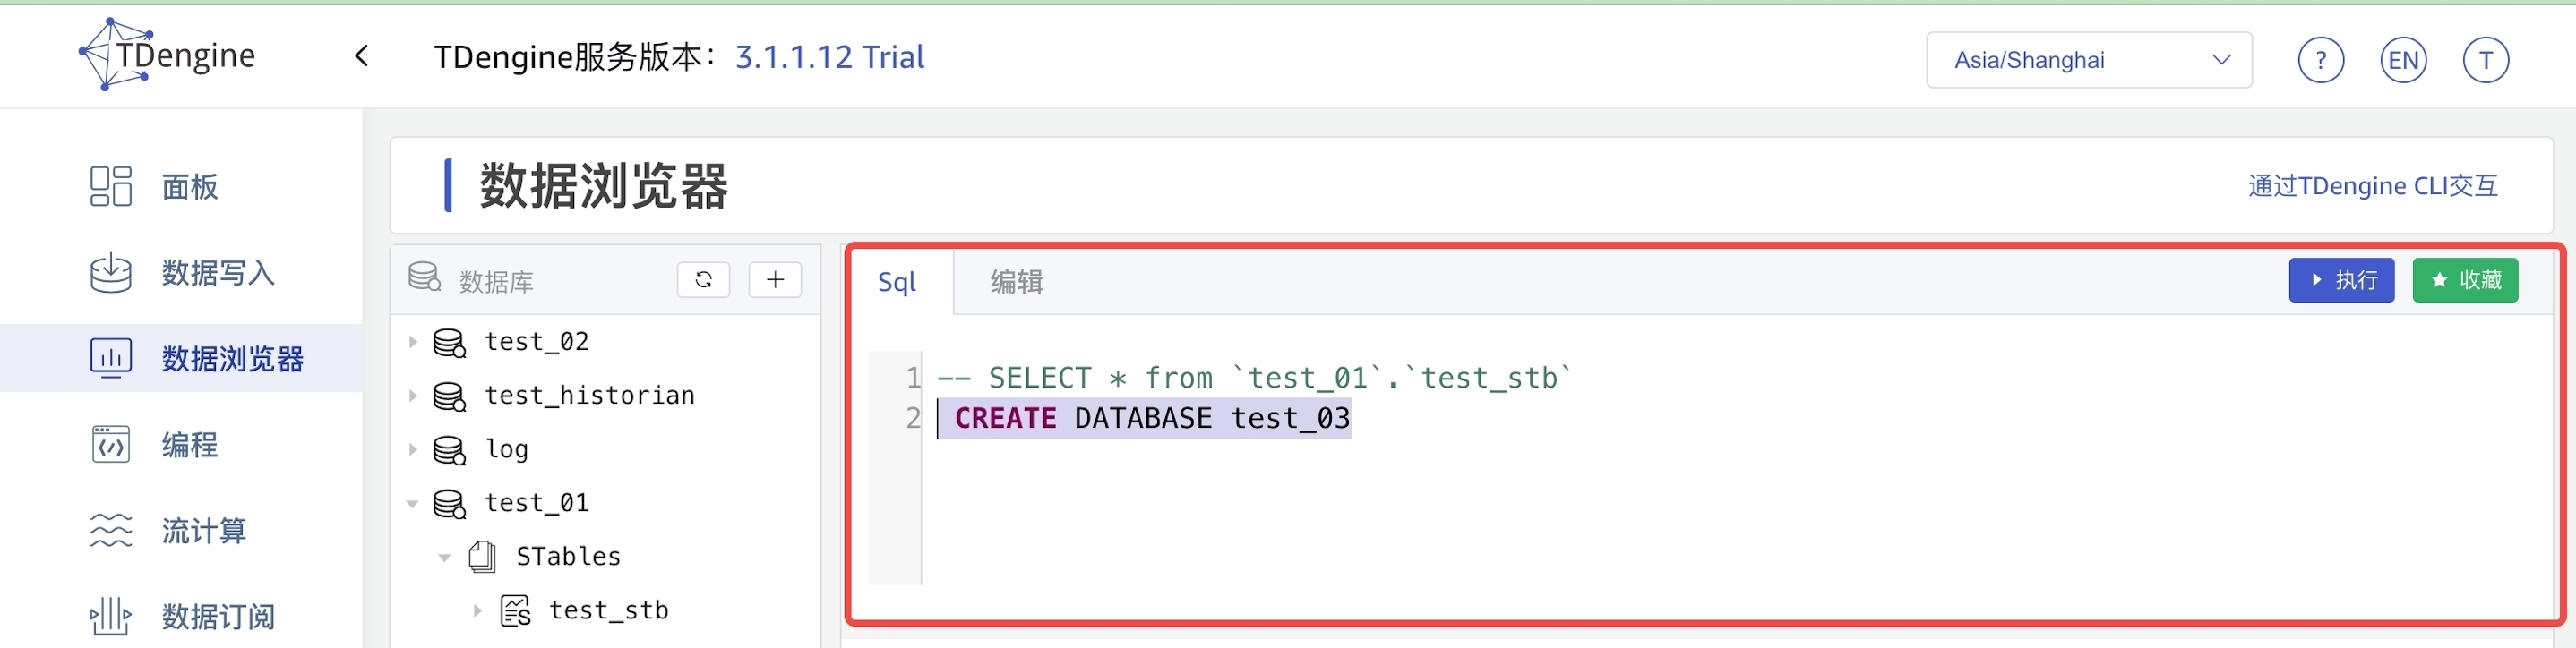 TDengine
TDengine服务版本：3.1.1.12 Trial
Asia/Shanghai
?
EN
T
面板
数据写入
数据浏览器
编程
流计算
数据订阅
数据浏览器
通过TDengine CLI交互
数据库
test_02
test_historian
log
test_01
STables
test_stb
Sql
编辑
执行
收藏
1 -- SELECT * from `test_01`.`test_stb`
2 CREATE DATABASE test_03